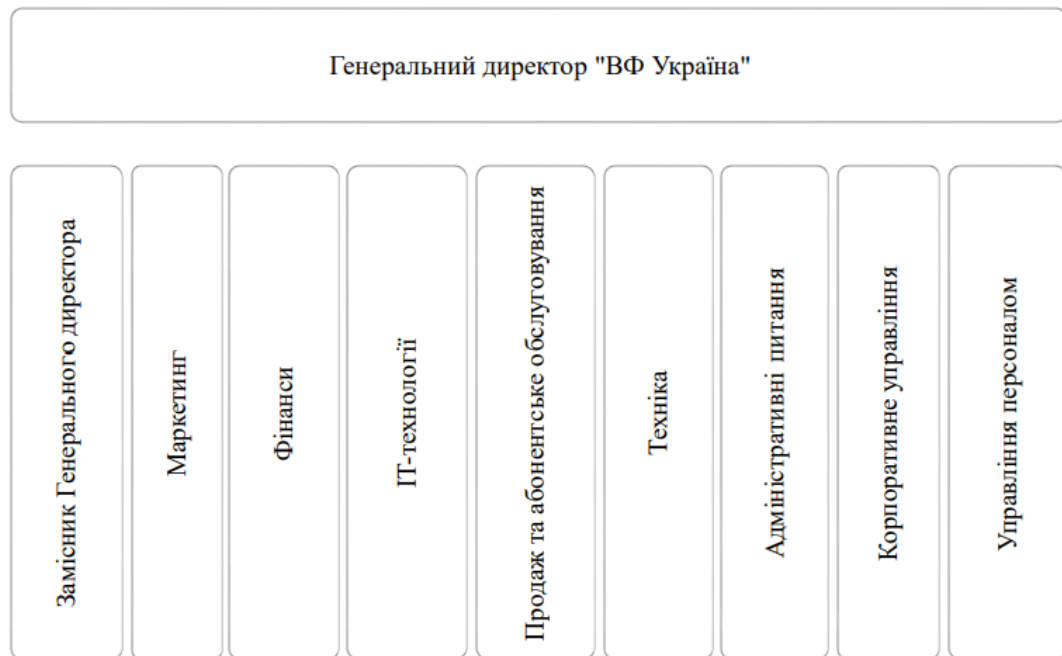 Генеральний директор "ВФ Україна"
Замісник Генерального директора
Маркетинг
Фінанси
ІТ-технології
Продаж та абонентське обслуговування
Техніка
Адміністративні питання
Корпоративне управління
Управління персоналом